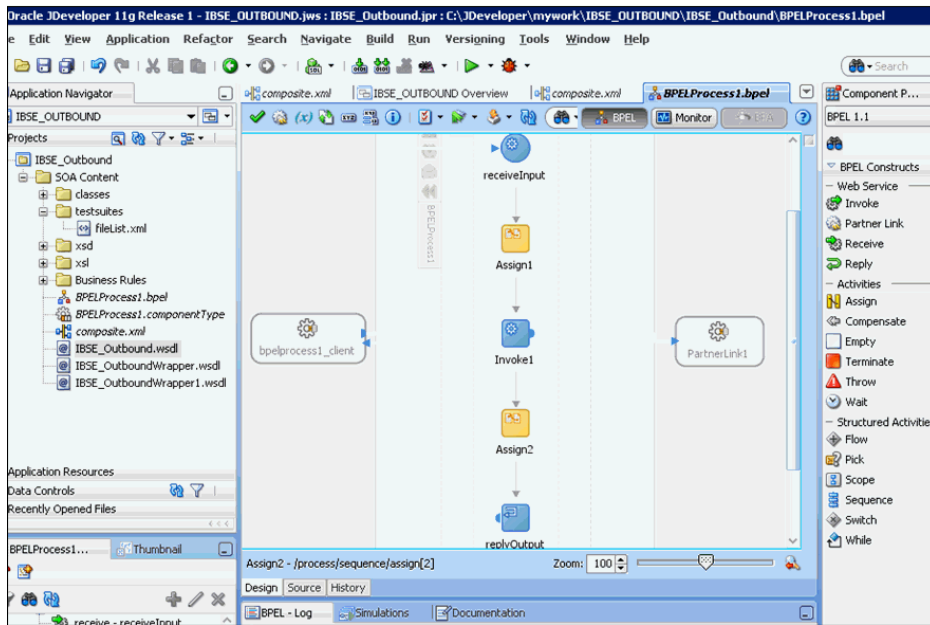 Oracle JDeveloper 11g Release 1 - IBSE_OUTBOUND.jws : IBSE_Outbound.jpr : C:\JDeveloper\mywork\IBSE_OUTBOUND\IBSE_Outbound\BPELProcess1.bpel
e Edit View Application Refactor Search Navigate Build Run Versioning Tools Window Help
Search
Application Navigator
composite.xml
IBSE_OUTBOUND Overview
composite.xml
BPELProcess1.bpel
Component P...
IBSE_OUTBOUND
BPEL
Monitor
BPA
BPEL 1.1
Projects
IBSE_Outbound
SOA Content
classes
testsuites
fileList.xml
xsd
xsl
Business Rules
BPELProcess1.bpel
BPELProcess1.componentType
composite.xml
IBSE_Outbound.wsdl
IBSE_OutboundWrapper.wsdl
IBSE_OutboundWrapper1.wsdl
Application Resources
Data Controls
Recently Opened Files
BPELProcess1...
Thumbnail
receive - receiveInput
BPELProcess1
receiveInput
Assign1
bpelprocess1_client
Invoke1
PartnerLink1
Assign2
replyOutput
Assign2 - /process/sequence/assign[2]
Zoom: 100
Design Source History
BPEL - Log
Simulations
Documentation
BPEL Constructs
Web Service
Invoke
Partner Link
Receive
Reply
Activities
Assign
Compensate
Empty
Terminate
Throw
Wait
Structured Activitie
Flow
Pick
Scope
Sequence
Switch
While